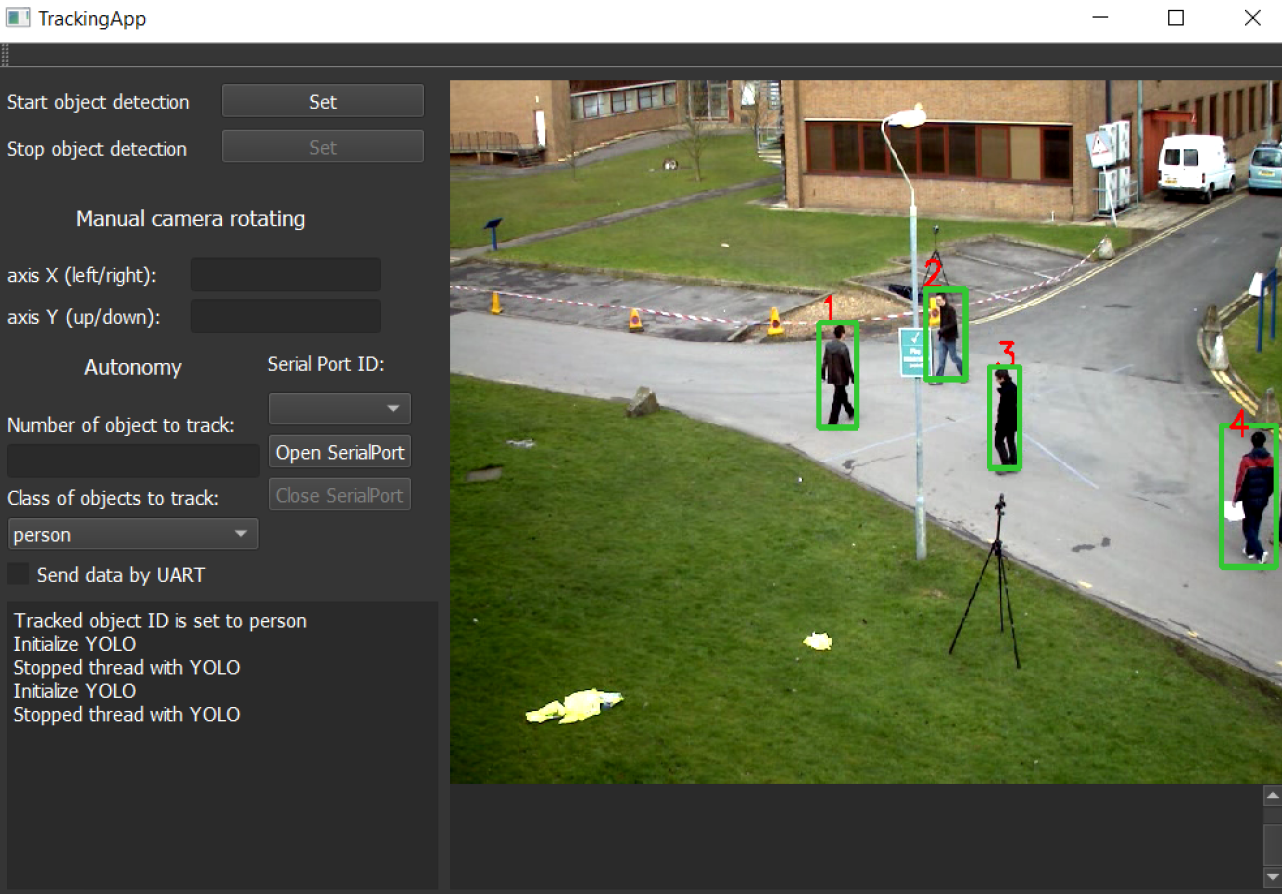 TrackingApp
Start object detection
Set
Stop object detection
Set
Manual camera rotating
axis X (left/right):
axis Y (up/down):
Autonomy
Serial Port ID:
Number of object to track:
Open SerialPort
Class of objects to track:
Close SerialPort
person
Send data by UART
Tracked object ID is set to person
Initialize YOLO
Stopped thread with YOLO
Initialize YOLO
Stopped thread with YOLO
2
1
3
4